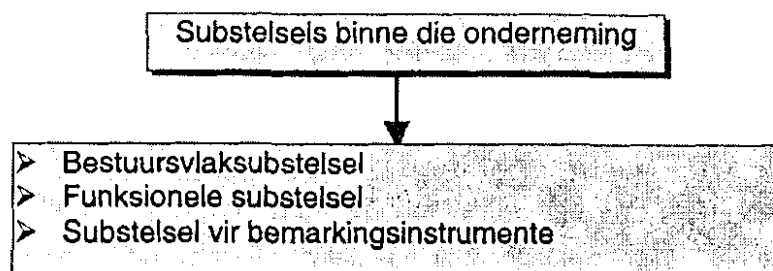 Substelsels binne die onderneming
➢ Bestuursvlaksubstelsel
➢ Funksionele substelsel
➢ Substelsel vir bemarkingsinstrumente